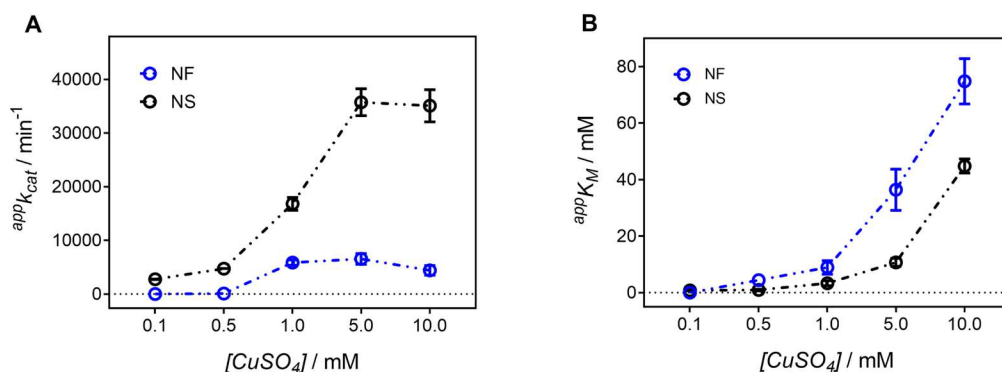 A
appkcat / min-1
40000
30000
20000
10000
0
NF
NS
0.1 0.5 1.0 5.0 10.0
[CuSO4] / mM
B
appKM / mM
80
60
40
20
0
NF
NS
0.1 0.5 1.0 5.0 10.0
[CuSO4] / mM